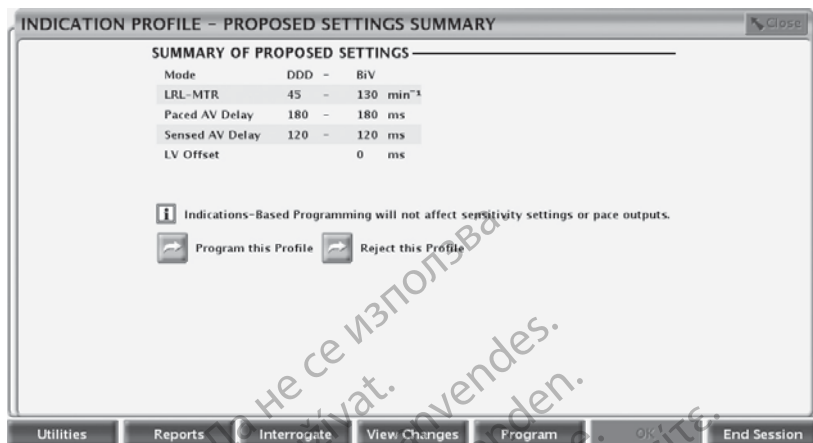 INDICATION PROFILE - PROPOSED SETTINGS SUMMARY
Close
SUMMARY OF PROPOSED SETTINGS
Mode DDD - BiV
LRL-MTR 45 - 130 min⁻¹
Paced AV Delay 180 - 180 ms
Sensed AV Delay 120 - 120 ms
LV Offset 0 ms
i Indications-Based Programming will not affect sensitivity settings or pace outputs.
Program this Profile Reject this Profile
Да не се използва
anvendes.
Utilities Reports Interrogate View Changes Program OK End Session